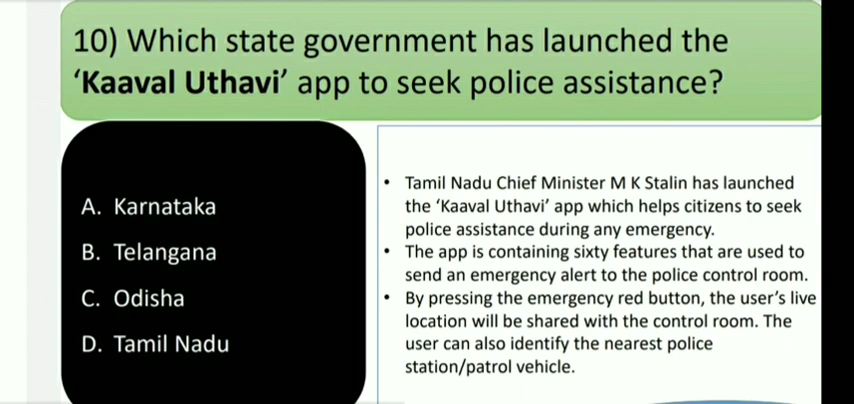 10) Which state government has launched the
‘Kaaval Uthavi’ app to seek police assistance?
A. Karnataka
B. Telangana
C. Odisha
D. Tamil Nadu
• Tamil Nadu Chief Minister M K Stalin has launched
the ‘Kaaval Uthavi’ app which helps citizens to seek
police assistance during any emergency.
• The app is containing sixty features that are used to
send an emergency alert to the police control room.
• By pressing the emergency red button, the user’s live
location will be shared with the control room. The
user can also identify the nearest police
station/patrol vehicle.